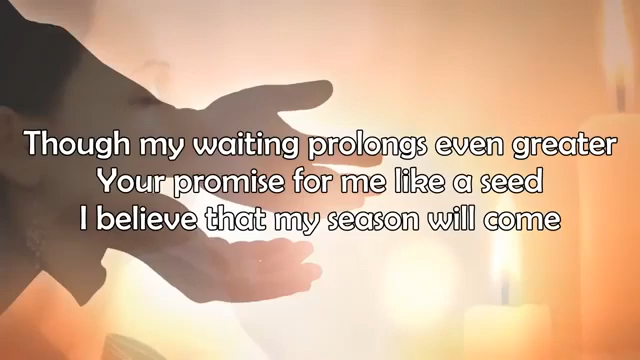 Though my waiting prolongs even greater
Your promise for me like a seed
I believe that my season will come